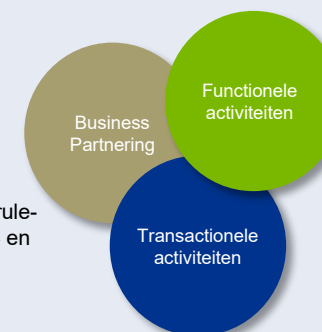 Functionele
activiteiten
Business
Partnering
rule-
en
Transactionele
activiteiten